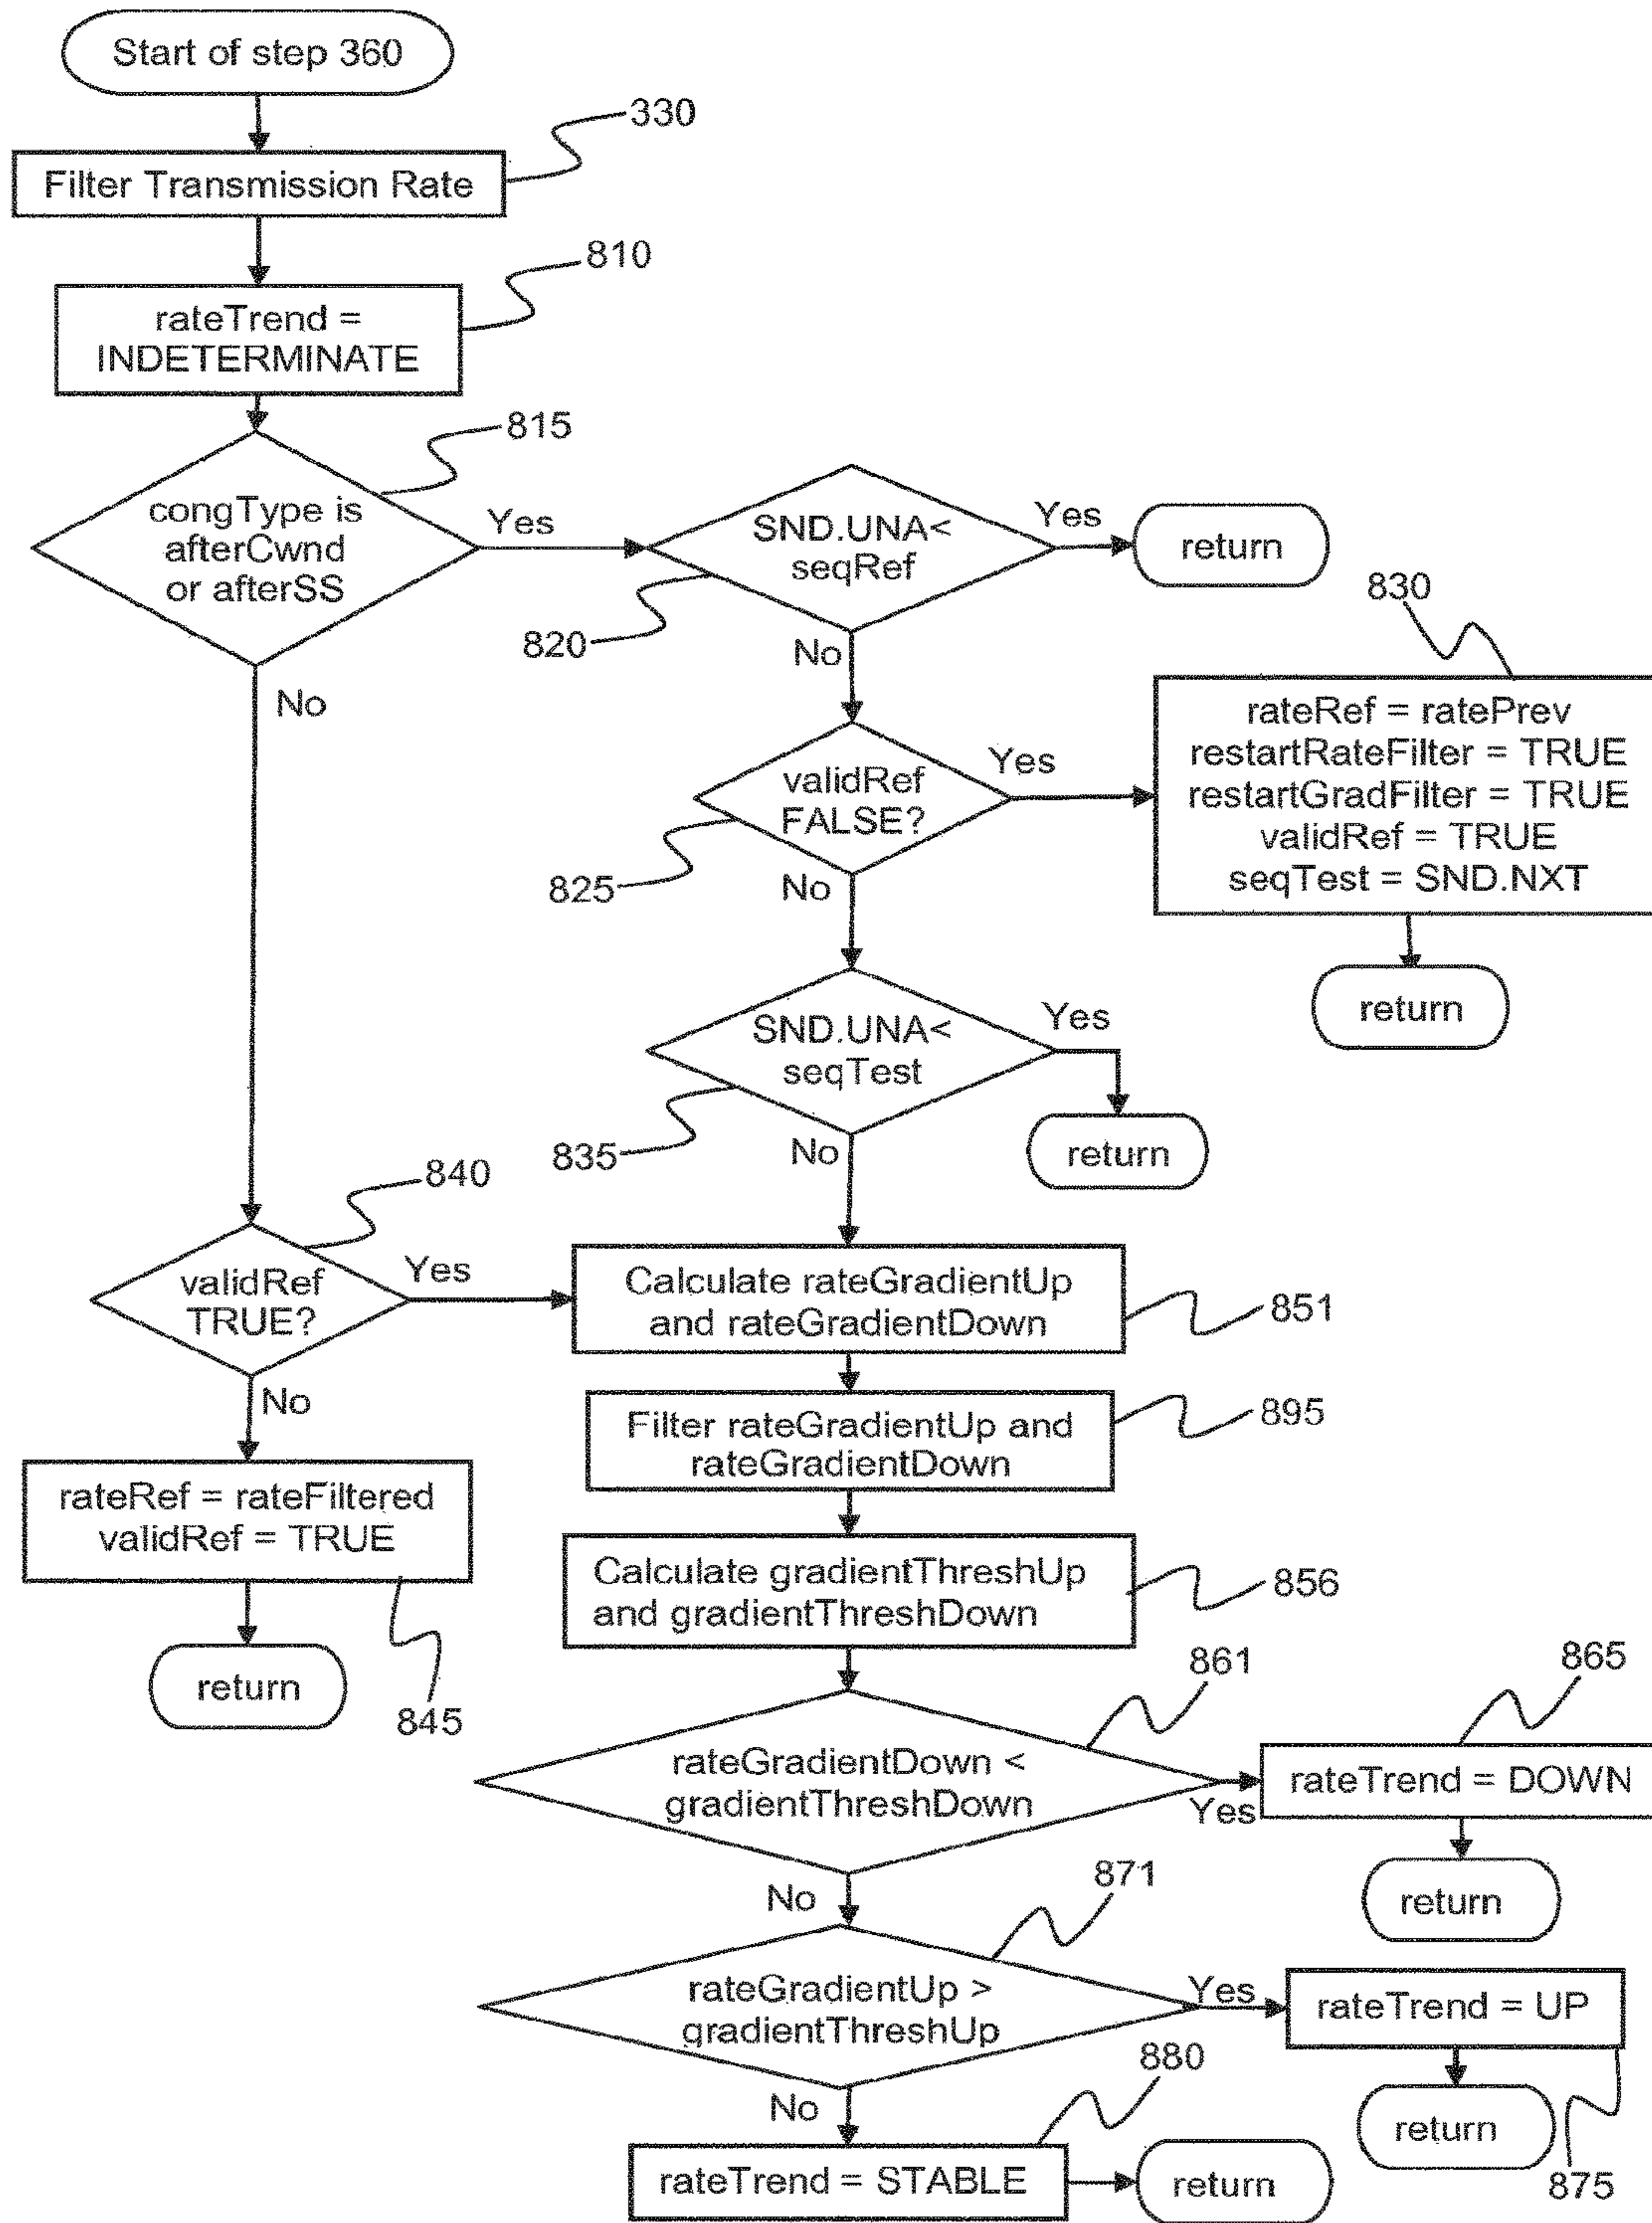 Start of step 360
330
Filter Transmission Rate
810
rateTrend =
INDETERMINATE
815
congType is
afterCwnd
or afterSS
Yes
SND.UNA<
seqRef
Yes
return
820
No
No
830
rateRef = ratePrev
restartRateFilter = TRUE
restartGradFilter = TRUE
validRef = TRUE
seqTest = SND.NXT
validRef
FALSE?
Yes
825
No
return
SND.UNA<
seqTest
Yes
835
No
return
840
validRef
TRUE?
Yes
Calculate rateGradientUp
and rateGradientDown
851
No
Filter rateGradientUp and
rateGradientDown
895
rateRef = rateFiltered
validRef = TRUE
845
return
Calculate gradientThreshUp
and gradientThreshDown
856
861
865
rateGradientDown <
gradientThreshDown
Yes
rateTrend = DOWN
return
No
871
rateGradientUp >
gradientThreshUp
Yes
rateTrend = UP
875
return
No
880
rateTrend = STABLE
return